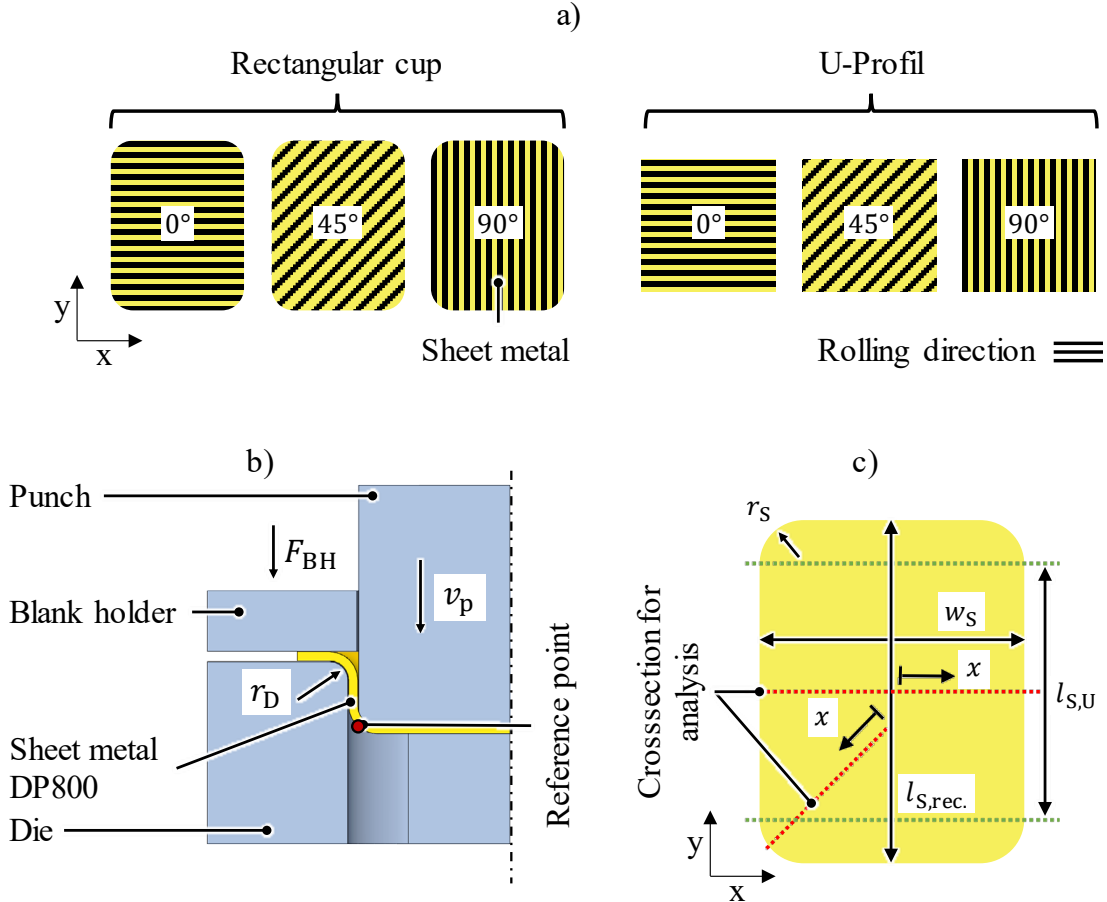 a)
Rectangular cup
U-Profil
0°
45°
90°
0°
45°
90°
y
x
Sheet metal
Rolling direction
b)
Punch
F_BH
v_p
Blank holder
r_D
Sheet metal
DP800
Die
Reference point
c)
r_S
w_S
x
x
l_S,U
l_S,rec.
Crosssection for
analysis
y
x